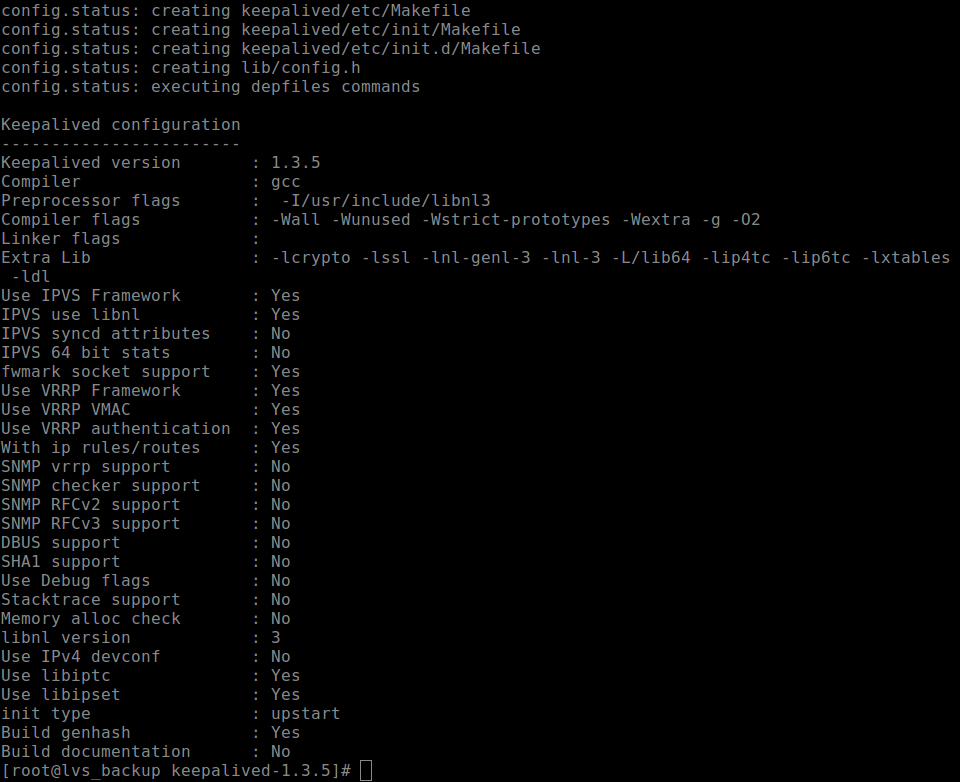 config.status: creating keepalived/etc/Makefile
config.status: creating keepalived/etc/init/Makefile
config.status: creating keepalived/etc/init.d/Makefile
config.status: creating lib/config.h
config.status: executing depfiles commands

Keepalived configuration
------------------------
Keepalived version       : 1.3.5
Compiler                 : gcc
Preprocessor flags       :  -I/usr/include/libnl3
Compiler flags           : -Wall -Wunused -Wstrict-prototypes -Wextra -g -O2
Linker flags             :
Extra Lib                : -lcrypto -lssl -lnl-genl-3 -lnl-3 -L/lib64 -lip4tc -lip6tc -lxtables
 -ldl
Use IPVS Framework       : Yes
IPVS use libnl           : Yes
IPVS syncd attributes    : No
IPVS 64 bit stats        : No
fwmark socket support    : Yes
Use VRRP Framework       : Yes
Use VRRP VMAC            : Yes
Use VRRP authentication  : Yes
With ip rules/routes     : Yes
SNMP vrrp support        : No
SNMP checker support     : No
SNMP RFCv2 support       : No
SNMP RFCv3 support       : No
DBUS support             : No
SHA1 support             : No
Use Debug flags          : No
Stacktrace support       : No
Memory alloc check       : No
libnl version            : 3
Use IPv4 devconf         : No
Use libiptc              : Yes
Use libipset             : Yes
init type                : upstart
Build genhash            : Yes
Build documentation      : No
[root@lvs_backup keepalived-1.3.5]#